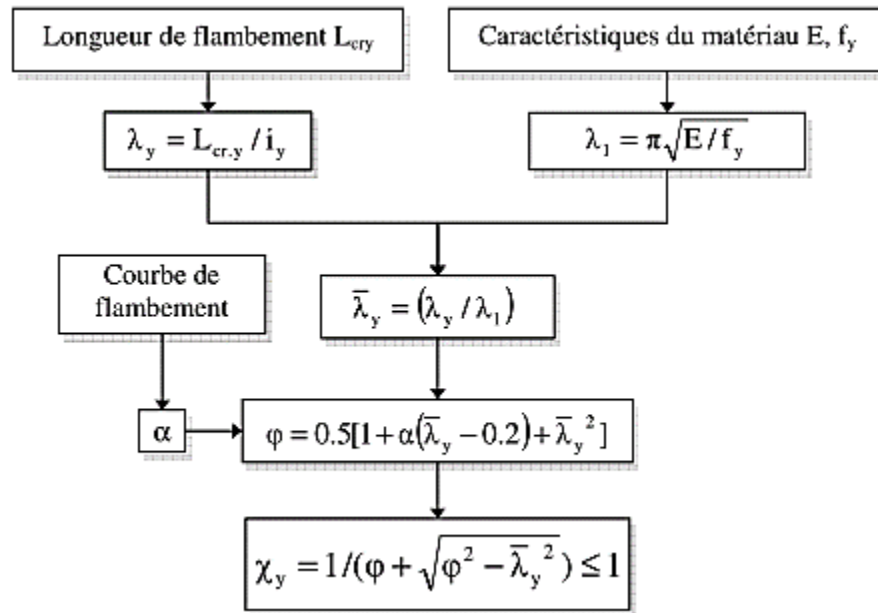 Longueur de flambement L_cry
Caractéristiques du matériau E, f_y
λ_y = L_cr.y / i_y
λ_1 = π√(E / f_y)
Courbe de
flambement
λ̄_y = (λ_y / λ_1)
α
φ = 0.5[1 + α(λ̄_y − 0.2) + λ̄_y²]
χ_y = 1/(φ + √(φ² − λ̄_y²)) ≤ 1